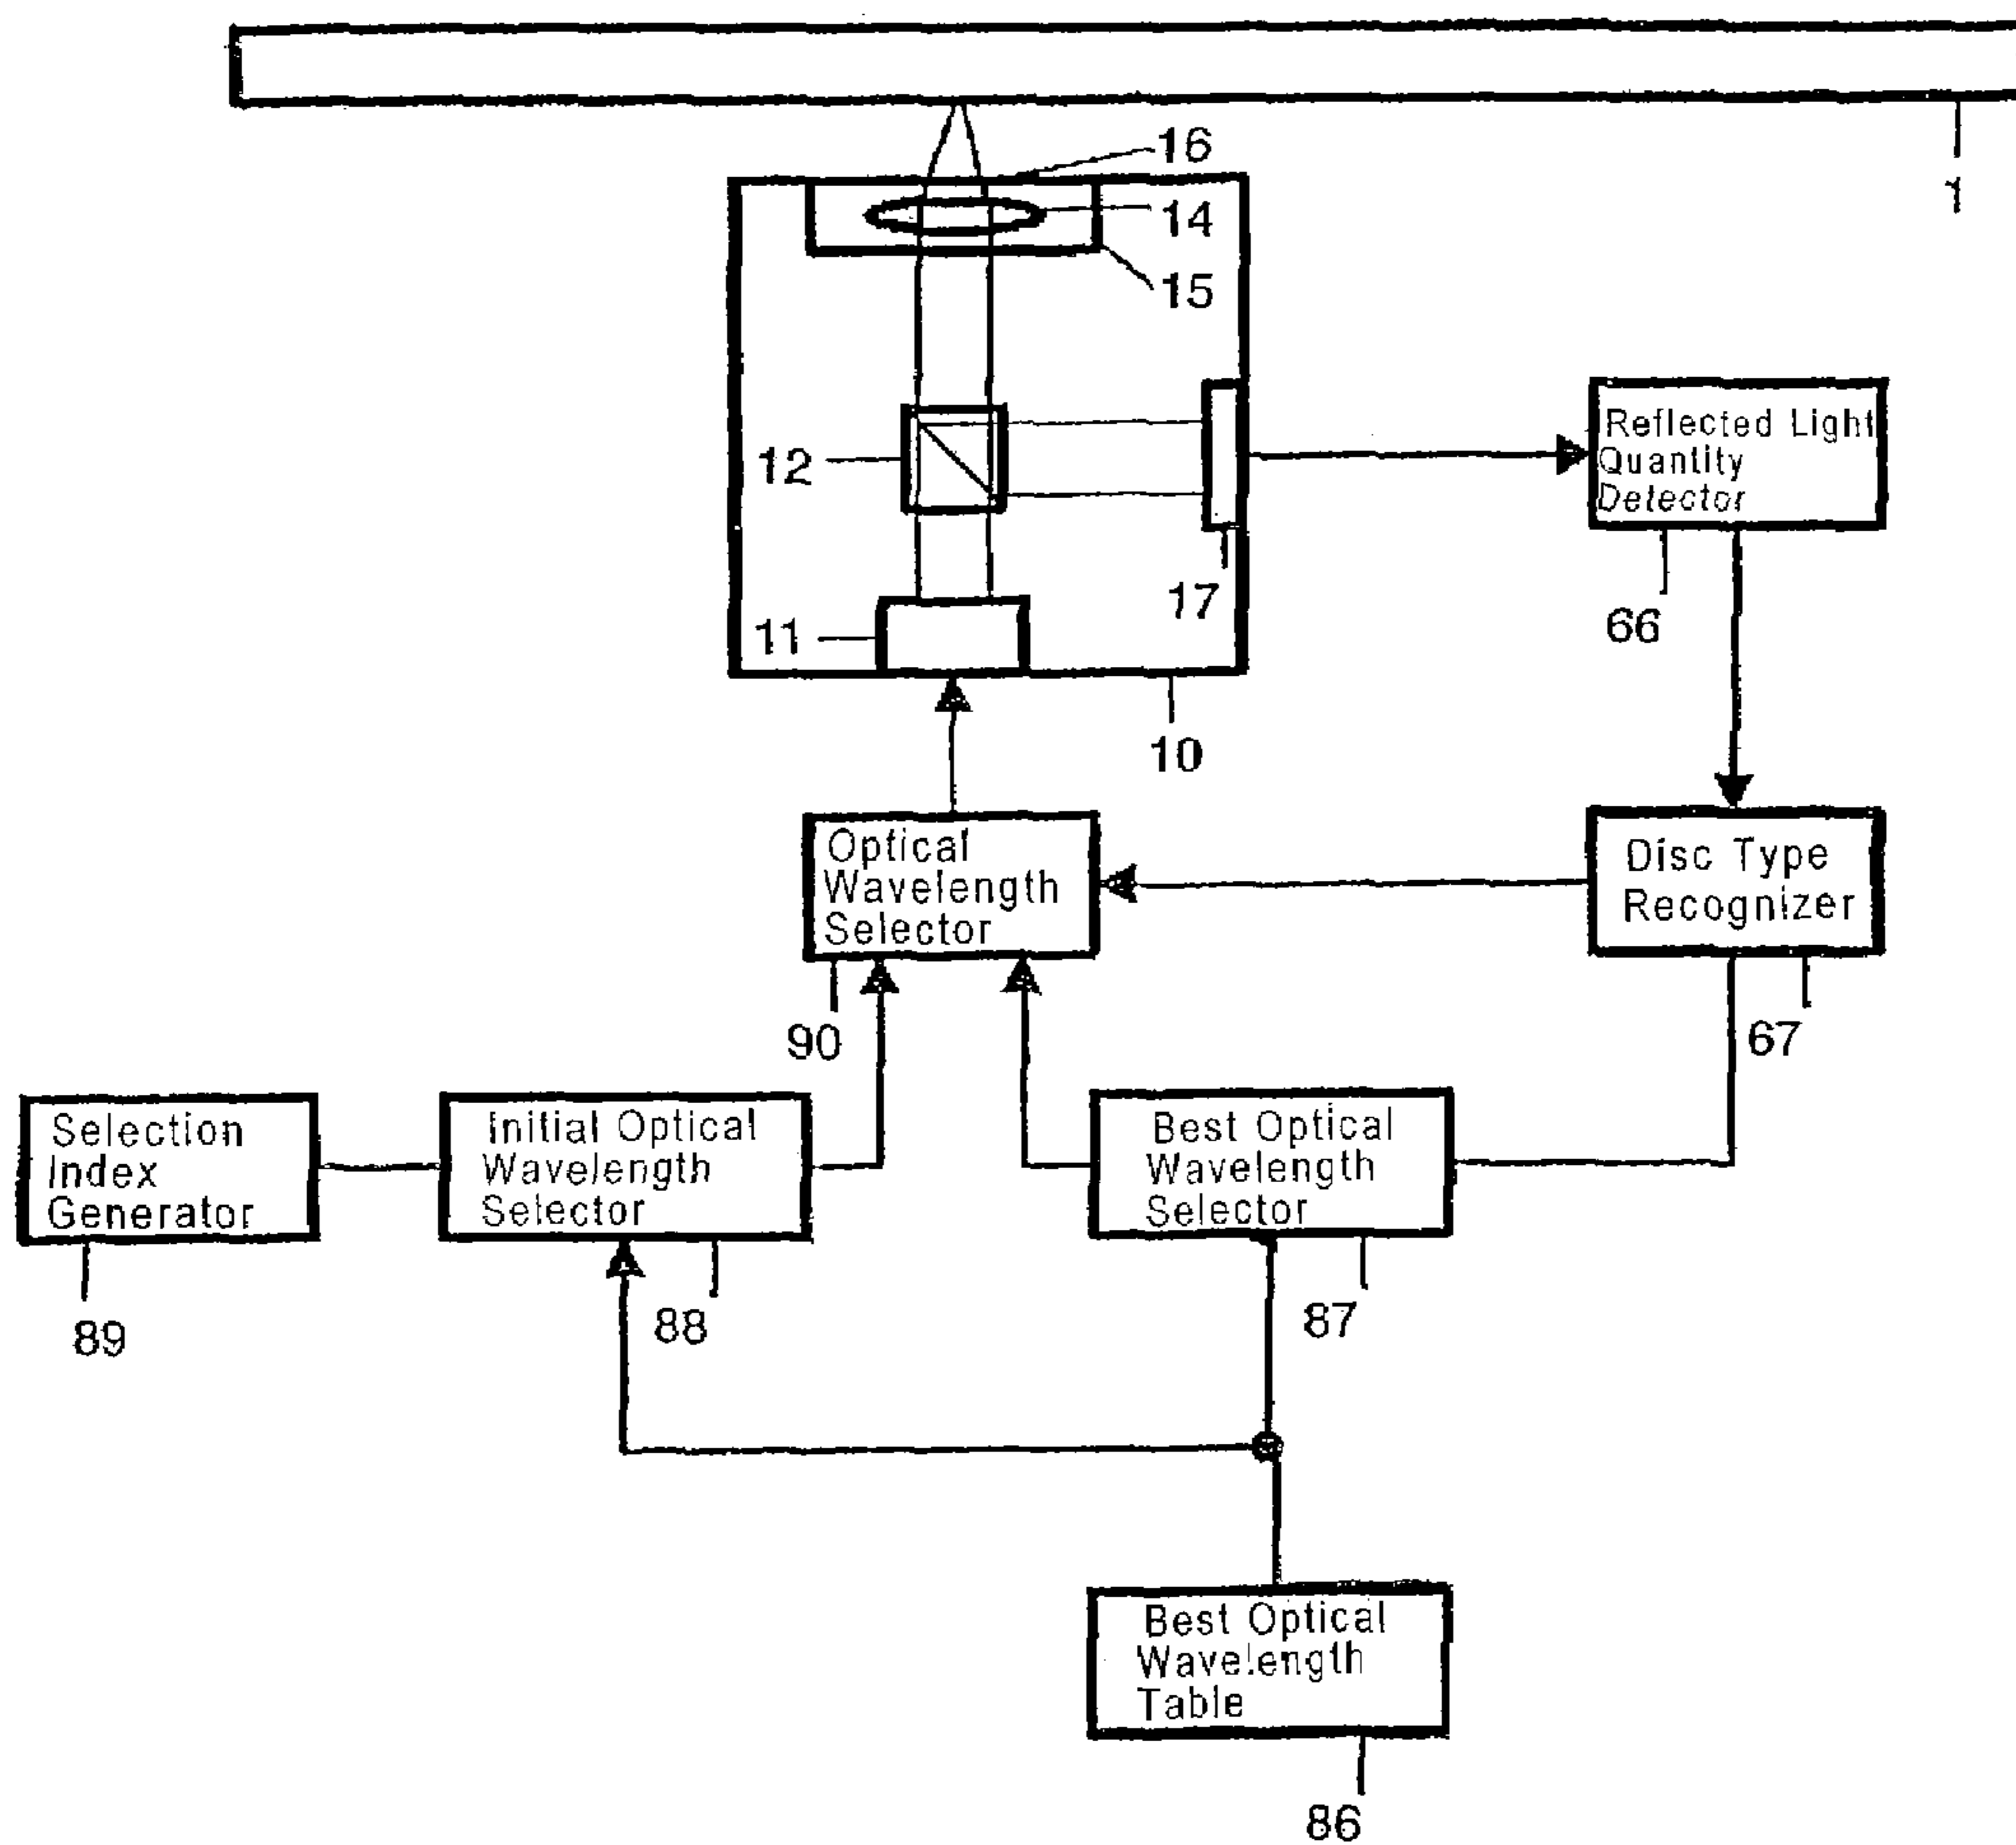 16
14
15
1
12
17
11
10
Reflected Light
Quantity
Detector
66
Optical
Wavelength
Selector
90
Disc Type
Recognizer
67
Selection
Index
Generator
89
Initial Optical
Wavelength
Selector
88
Best Optical
Wavelength
Selector
87
Best Optical
Wavelength
Table
86